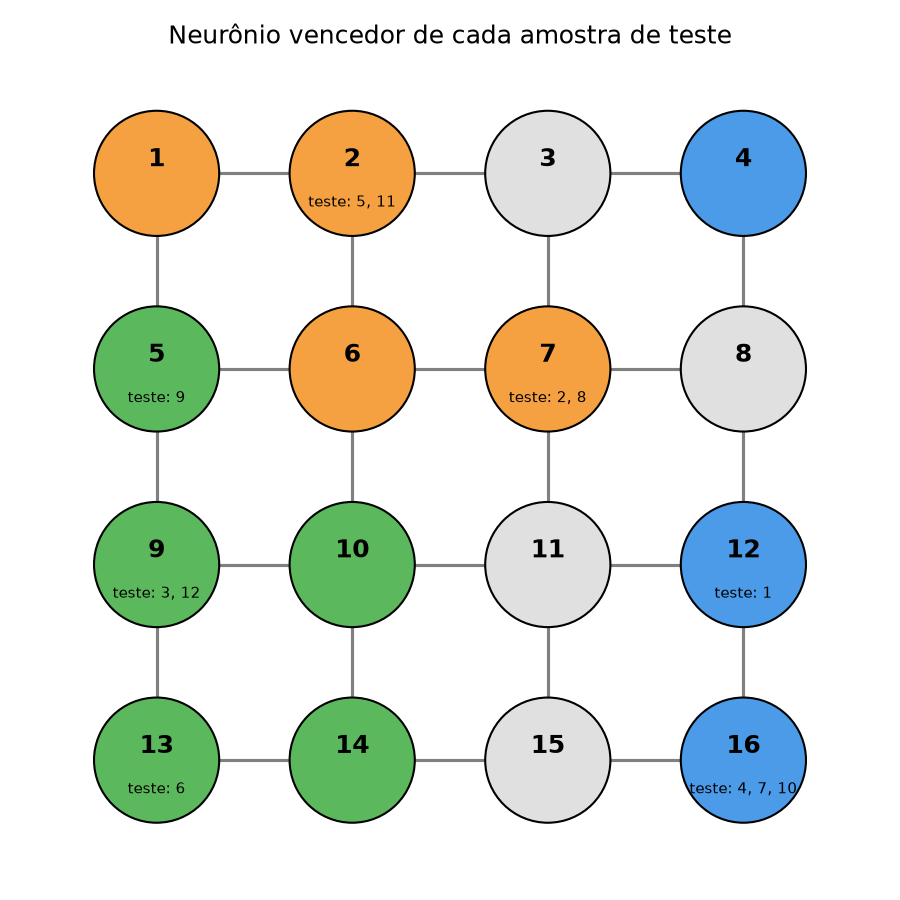 Neurônio vencedor de cada amostra de teste
1
2
teste: 5, 11
3
4
5
teste: 9
6
7
teste: 2, 8
8
9
teste: 3, 12
10
11
12
teste: 1
13
teste: 6
14
15
16
teste: 4, 7, 10